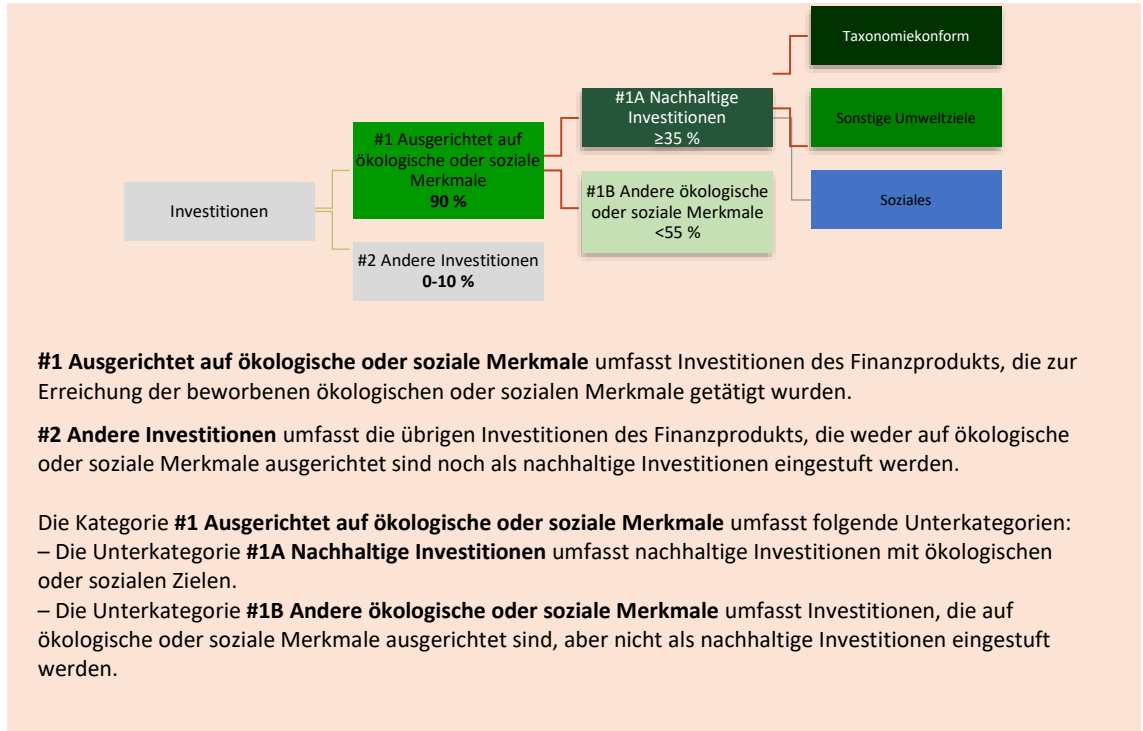 Taxonomiekonform
#1A Nachhaltige
Investitionen
≥35 %
Sonstige Umweltziele
#1 Ausgerichtet auf
ökologische oder soziale
Merkmale
90 %
Investitionen
#1B Andere ökologische
oder soziale Merkmale
<55 %
Soziales
#2 Andere Investitionen
0-10 %
#1 Ausgerichtet auf ökologische oder soziale Merkmale umfasst Investitionen des Finanzprodukts, die zur
Erreichung der beworbenen ökologischen oder sozialen Merkmale getätigt wurden.
#2 Andere Investitionen umfasst die übrigen Investitionen des Finanzprodukts, die weder auf ökologische
oder soziale Merkmale ausgerichtet sind noch als nachhaltige Investitionen eingestuft werden.
Die Kategorie #1 Ausgerichtet auf ökologische oder soziale Merkmale umfasst folgende Unterkategorien:
– Die Unterkategorie #1A Nachhaltige Investitionen umfasst nachhaltige Investitionen mit ökologischen
oder sozialen Zielen.
– Die Unterkategorie #1B Andere ökologische oder soziale Merkmale umfasst Investitionen, die auf
ökologische oder soziale Merkmale ausgerichtet sind, aber nicht als nachhaltige Investitionen eingestuft
werden.